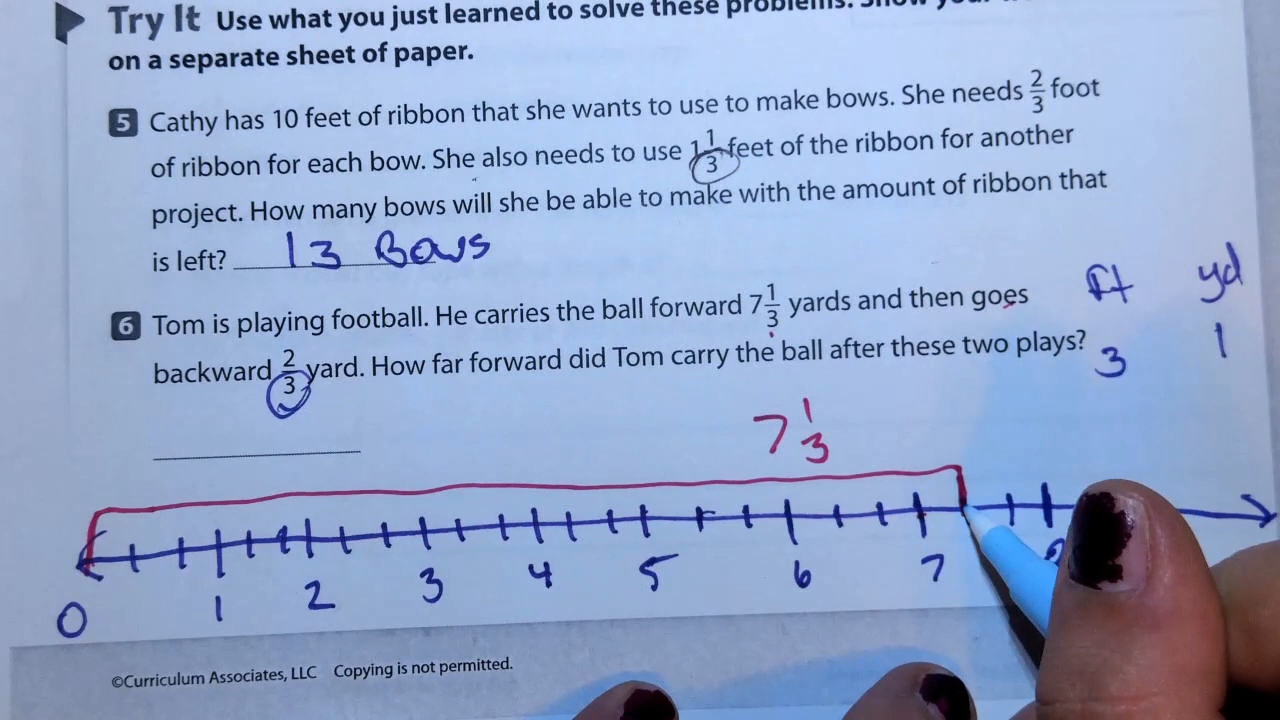 Try It Use what you just learned to solve these problems. Show your
on a separate sheet of paper.
5 Cathy has 10 feet of ribbon that she wants to use to make bows. She needs 2/3 foot
of ribbon for each bow. She also needs to use 1 1/3 feet of the ribbon for another
project. How many bows will she be able to make with the amount of ribbon that
is left? 13 Bows
6 Tom is playing football. He carries the ball forward 7 1/3 yards and then goes
backward 2/3 yard. How far forward did Tom carry the ball after these two plays?
ft yd
3 1
7 1/3
0 1 2 3 4 5 6 7
©Curriculum Associates, LLC Copying is not permitted.